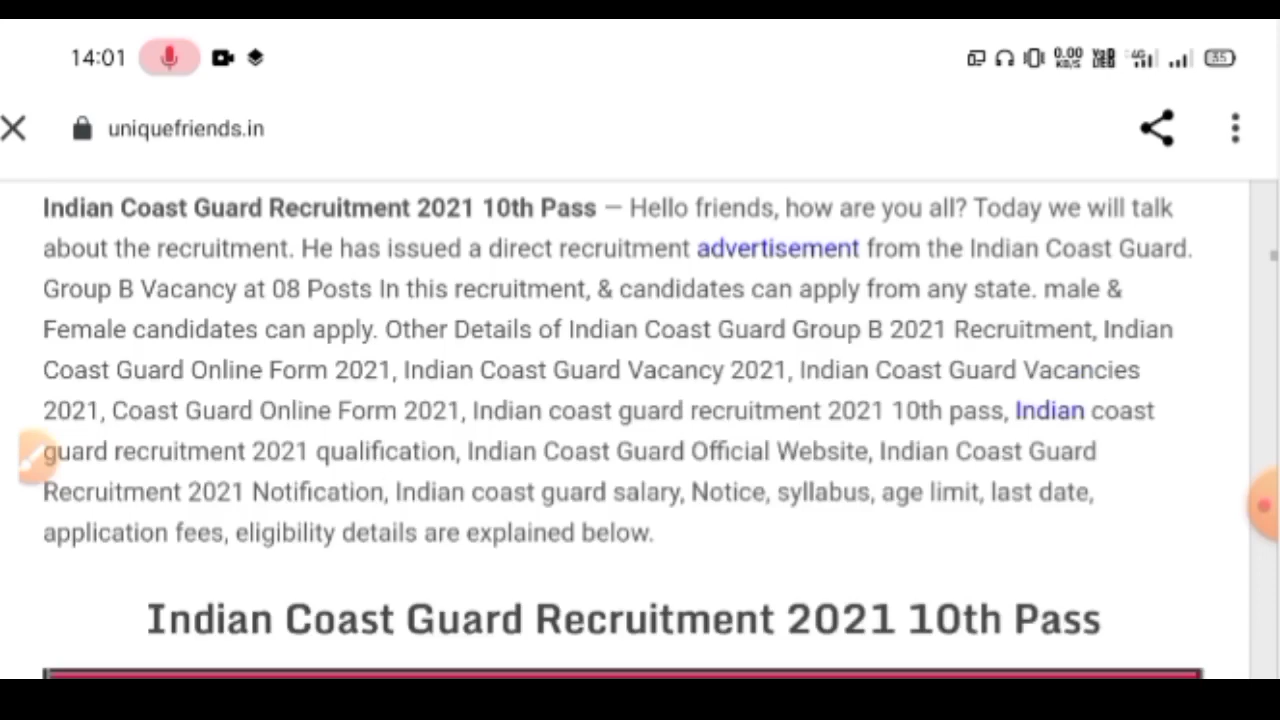 14:01
0.00 KB/S
4G
35
uniquefriends.in
Indian Coast Guard Recruitment 2021 10th Pass – Hello friends, how are you all? Today we will talk
about the recruitment. He has issued a direct recruitment advertisement from the Indian Coast Guard.
Group B Vacancy at 08 Posts In this recruitment, & candidates can apply from any state. male &
Female candidates can apply. Other Details of Indian Coast Guard Group B 2021 Recruitment, Indian
Coast Guard Online Form 2021, Indian Coast Guard Vacancy 2021, Indian Coast Guard Vacancies
2021, Coast Guard Online Form 2021, Indian coast guard recruitment 2021 10th pass, Indian coast
guard recruitment 2021 qualification, Indian Coast Guard Official Website, Indian Coast Guard
Recruitment 2021 Notification, Indian coast guard salary, Notice, syllabus, age limit, last date,
application fees, eligibility details are explained below.
Indian Coast Guard Recruitment 2021 10th Pass